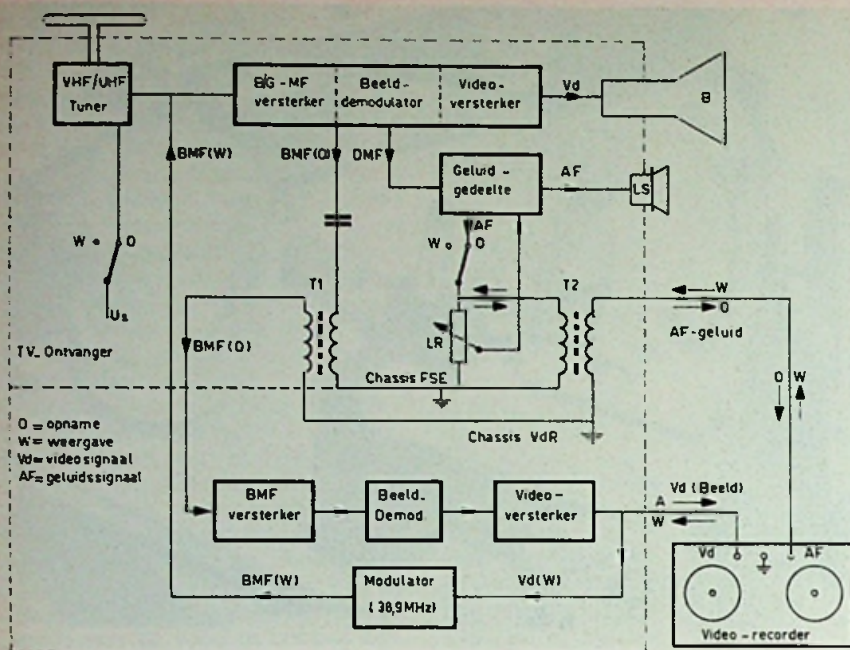 VHF/UHF
Tuner
B/G-MF
versterker
Beeld-
demodulator
Video-
versterker
Vd
B
BMF(W)
BMF(O)
DMF
Geluid-
gedeelte
AF
LS
AF
W
O
W
O
T1
T2
W
O
Us
BMF(O)
LR
AF-geluid
TV-Ontvanger
Chassis FSE
O
W
Chassis VdR
O = opname
W = weergave
Vd = videosignaal
AF = geluidssignaal
BMF
versterker
Beeld-
Demod.
Video-
versterker
Vd (Beeld)
A
W
BMF(W)
Modulator
(38,9MHz)
Vd(W)
Vd
AF
Video-recorder